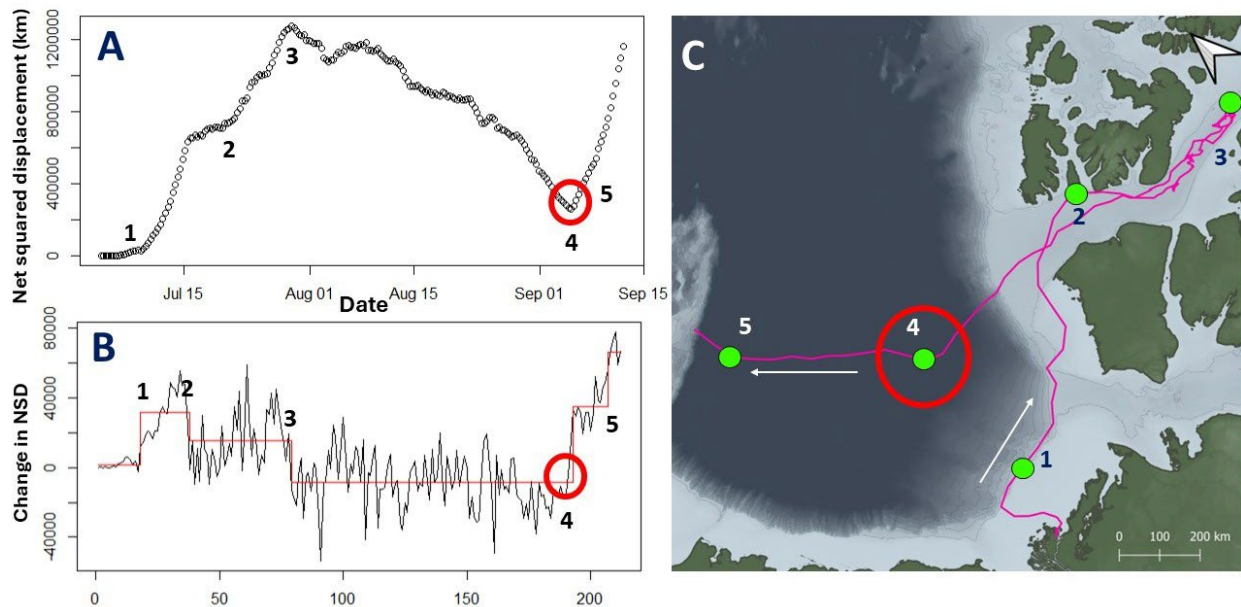 A
Net squared displacement (km)
1200000
800000
400000
0
1
2
3
4
5
Jul 15
Aug 01
Aug 15
Sep 01
Sep 15
Date
B
Change in NSD
80000
40000
0
-40000
1
2
3
4
5
0
50
100
150
200
C
1
2
3
4
5
0 100 200 km